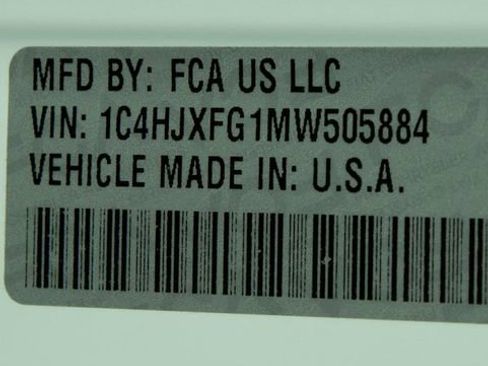 MFD BY: FCA US LLC
VIN: 1C4HJXFG1MW505884
VEHICLE MADE IN: U.S.A.